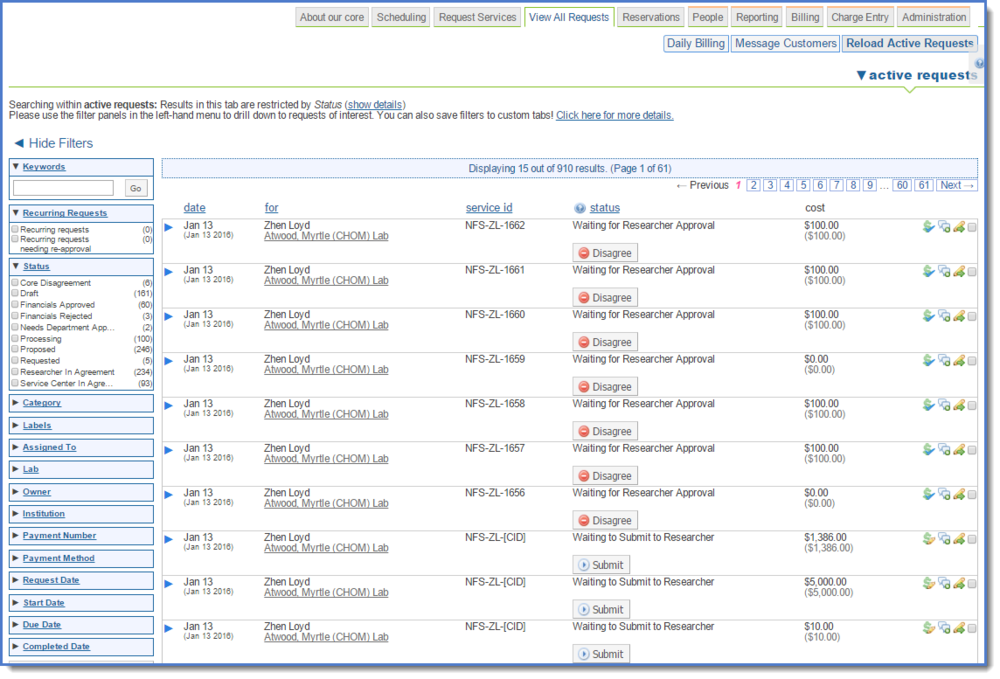 About our core Scheduling Request Services View All Requests Reservations People Reporting Billing Charge Entry Administration
Daily Billing Message Customers Reload Active Requests
▼active requests
Searching within active requests: Results in this tab are restricted by Status (show details)
Please use the filter panels in the left-hand menu to drill down to requests of interest. You can also save filters to custom tabs! Click here for more details.
◀ Hide Filters
▼ Keywords
Go
▼ Recurring Requests
Recurring requests (0)
Recurring requests (0)
needing re-approval
▼ Status
Core Disagreement (6)
Draft (161)
Financials Approved (60)
Financials Rejected (3)
Needs Department App... (2)
Processing (100)
Proposed (246)
Requested (5)
Researcher In Agreement (234)
Service Center In Agre... (93)
▶ Category
▶ Labels
▶ Assigned To
▶ Lab
▶ Owner
▶ Institution
▶ Payment Number
▶ Payment Method
▶ Request Date
▶ Start Date
▶ Due Date
▶ Completed Date
Displaying 15 out of 910 results. (Page 1 of 61)
← Previous 1 2 3 4 5 6 7 8 9 ... 60 61 Next →
date for service id status cost
Jan 13 Zhen Loyd NFS-ZL-1662 Waiting for Researcher Approval $100.00
(Jan 13 2016) Atwood, Myrtle (CHOM) Lab ($100.00)
Disagree
Jan 13 Zhen Loyd NFS-ZL-1661 Waiting for Researcher Approval $100.00
(Jan 13 2016) Atwood, Myrtle (CHOM) Lab ($100.00)
Disagree
Jan 13 Zhen Loyd NFS-ZL-1660 Waiting for Researcher Approval $100.00
(Jan 13 2016) Atwood, Myrtle (CHOM) Lab ($100.00)
Disagree
Jan 13 Zhen Loyd NFS-ZL-1659 Waiting for Researcher Approval $0.00
(Jan 13 2016) Atwood, Myrtle (CHOM) Lab ($0.00)
Disagree
Jan 13 Zhen Loyd NFS-ZL-1658 Waiting for Researcher Approval $100.00
(Jan 13 2016) Atwood, Myrtle (CHOM) Lab ($100.00)
Disagree
Jan 13 Zhen Loyd NFS-ZL-1657 Waiting for Researcher Approval $100.00
(Jan 13 2016) Atwood, Myrtle (CHOM) Lab ($100.00)
Disagree
Jan 13 Zhen Loyd NFS-ZL-1656 Waiting for Researcher Approval $0.00
(Jan 13 2016) Atwood, Myrtle (CHOM) Lab ($0.00)
Disagree
Jan 13 Zhen Loyd NFS-ZL-[CID] Waiting to Submit to Researcher $1,386.00
(Jan 13 2016) Atwood, Myrtle (CHOM) Lab ($1,386.00)
Submit
Jan 13 Zhen Loyd NFS-ZL-[CID] Waiting to Submit to Researcher $5,000.00
(Jan 13 2016) Atwood, Myrtle (CHOM) Lab ($5,000.00)
Submit
Jan 13 Zhen Loyd NFS-ZL-[CID] Waiting to Submit to Researcher $10.00
(Jan 13 2016) Atwood, Myrtle (CHOM) Lab ($10.00)
Submit